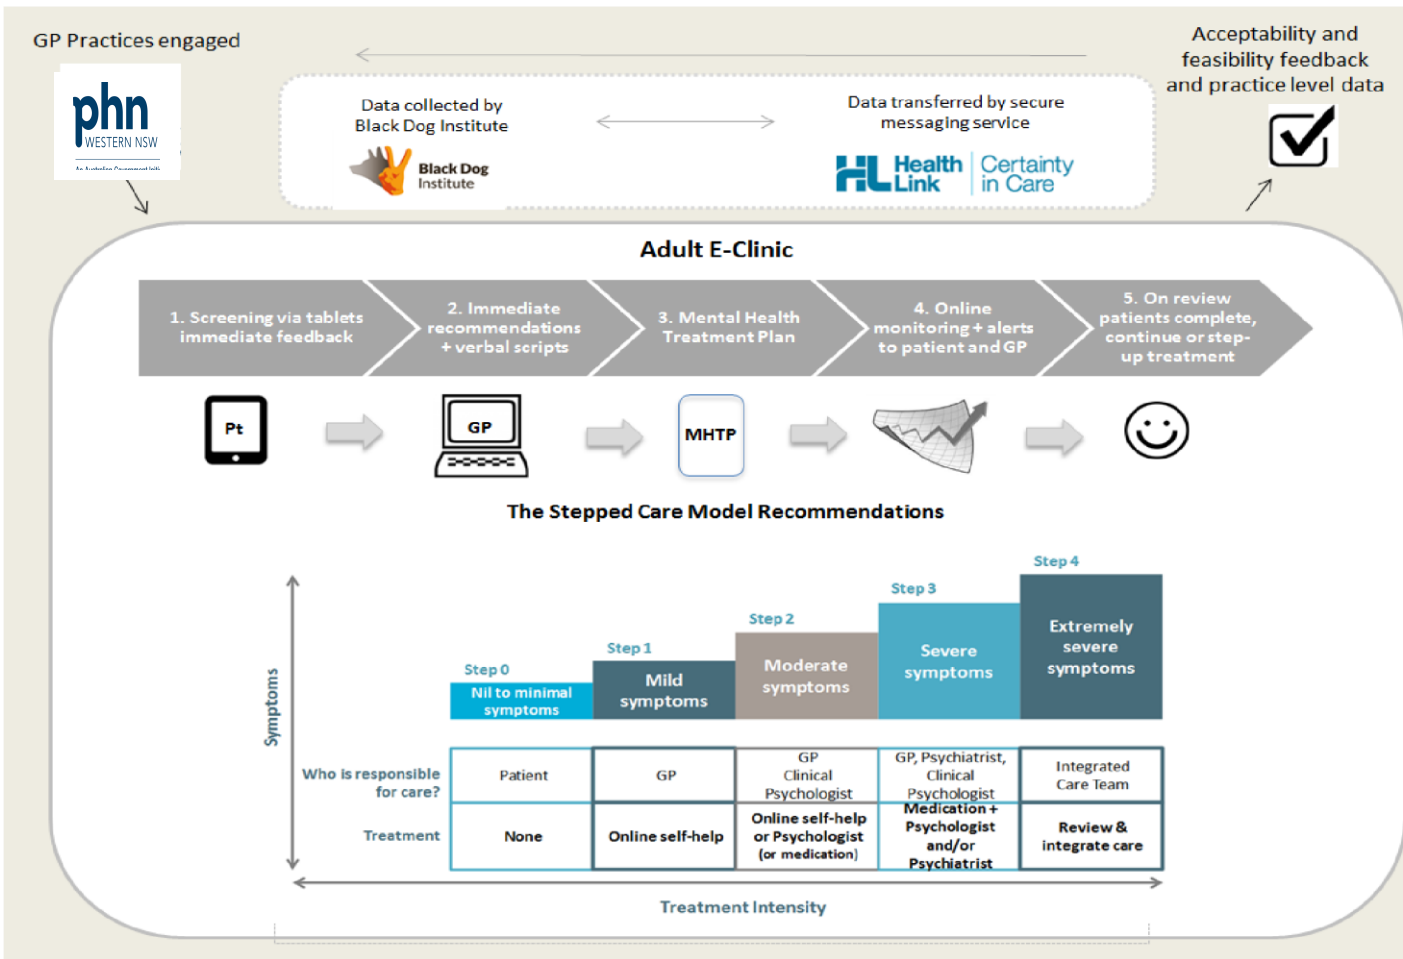 GP Practices engaged
phn
WESTERN NSW
An Australian Government
Data collected by
Black Dog Institute
Black Dog
Institute
Data transferred by secure
messaging service
HL Health
Link
Certainty
in Care
Acceptability and
feasibility feedback
and practice level data
Adult E-Clinic
1. Screening via tablets
immediate feedback
2. Immediate
recommendations
+ verbal scripts
3. Mental Health
Treatment Plan
4. Online
monitoring + alerts
to patient and GP
5. On review
patients complete,
continue or step-
up treatment
Pt
GP
MHTP
The Stepped Care Model Recommendations
Symptoms
Step 0
Nil to minimal
symptoms
Step 1
Mild
symptoms
Step 2
Moderate
symptoms
Step 3
Severe
symptoms
Step 4
Extremely
severe
symptoms
Who is responsible
for care?
Patient
GP
GP
Clinical
Psychologist
GP, Psychiatrist,
Clinical
Psychologist
Integrated
Care Team
Treatment
None
Online self-help
Online self-help
or Psychologist
(or medication)
Medication +
Psychologist
and/or
Psychiatrist
Review &
integrate care
Treatment Intensity